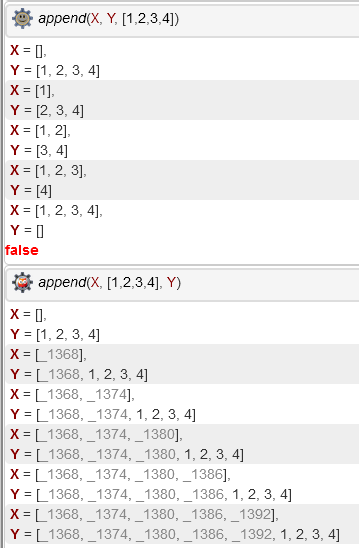 append(X, Y, [1,2,3,4])
X = [],
Y = [1, 2, 3, 4]
X = [1],
Y = [2, 3, 4]
X = [1, 2],
Y = [3, 4]
X = [1, 2, 3],
Y = [4]
X = [1, 2, 3, 4],
Y = []
false
append(X, [1,2,3,4], Y)
X = [],
Y = [1, 2, 3, 4]
X = [_1368],
Y = [_1368, 1, 2, 3, 4]
X = [_1368, _1374],
Y = [_1368, _1374, 1, 2, 3, 4]
X = [_1368, _1374, _1380],
Y = [_1368, _1374, _1380, 1, 2, 3, 4]
X = [_1368, _1374, _1380, _1386],
Y = [_1368, _1374, _1380, _1386, 1, 2, 3, 4]
X = [_1368, _1374, _1380, _1386, _1392],
Y = [_1368, _1374, _1380, _1386, _1392, 1, 2, 3, 4]